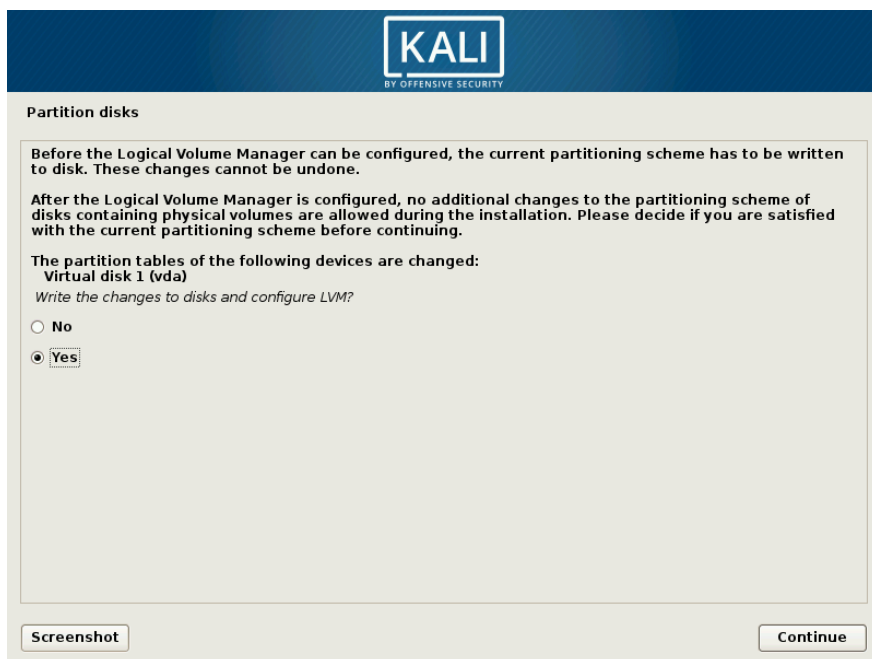 KALI
BY OFFENSIVE SECURITY
Partition disks
Before the Logical Volume Manager can be configured, the current partitioning scheme has to be written
to disk. These changes cannot be undone.
After the Logical Volume Manager is configured, no additional changes to the partitioning scheme of
disks containing physical volumes are allowed during the installation. Please decide if you are satisfied
with the current partitioning scheme before continuing.
The partition tables of the following devices are changed:
Virtual disk 1 (vda)
Write the changes to disks and configure LVM?
No
Yes
Screenshot
Continue